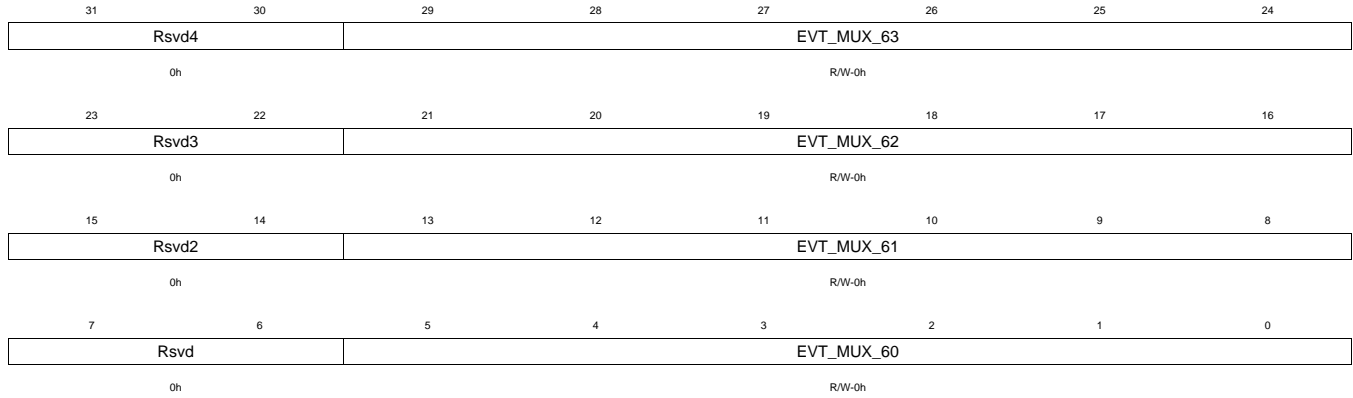 31 30 29 28 27 26 25 24
Rsvd4 EVT_MUX_63
0h R/W-0h
23 22 21 20 19 18 17 16
Rsvd3 EVT_MUX_62
0h R/W-0h
15 14 13 12 11 10 9 8
Rsvd2 EVT_MUX_61
0h R/W-0h
7 6 5 4 3 2 1 0
Rsvd EVT_MUX_60
0h R/W-0h